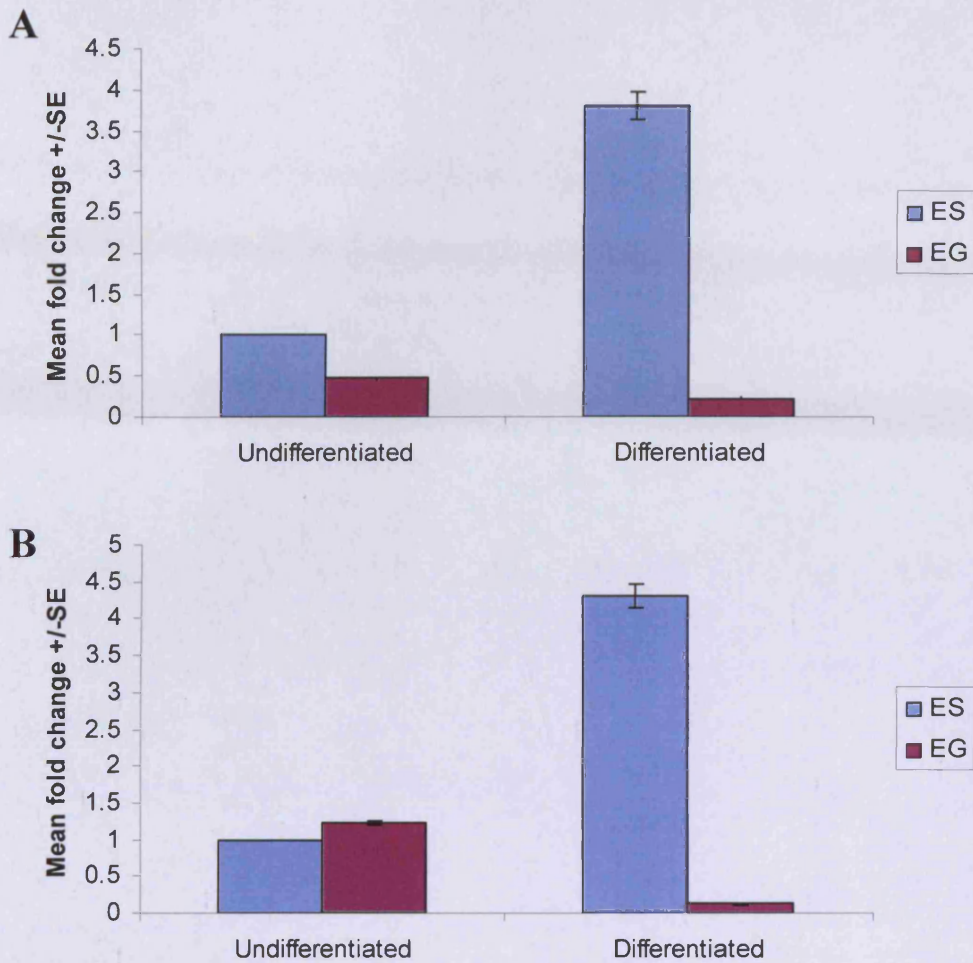 A
Mean fold change +/-SE
4.5
4
3.5
3
2.5
2
1.5
1
0.5
0
Undifferentiated
Differentiated
ES
EG
B
Mean fold change +/-SE
5
4.5
4
3.5
3
2.5
2
1.5
1
0.5
0
Undifferentiated
Differentiated
ES
EG